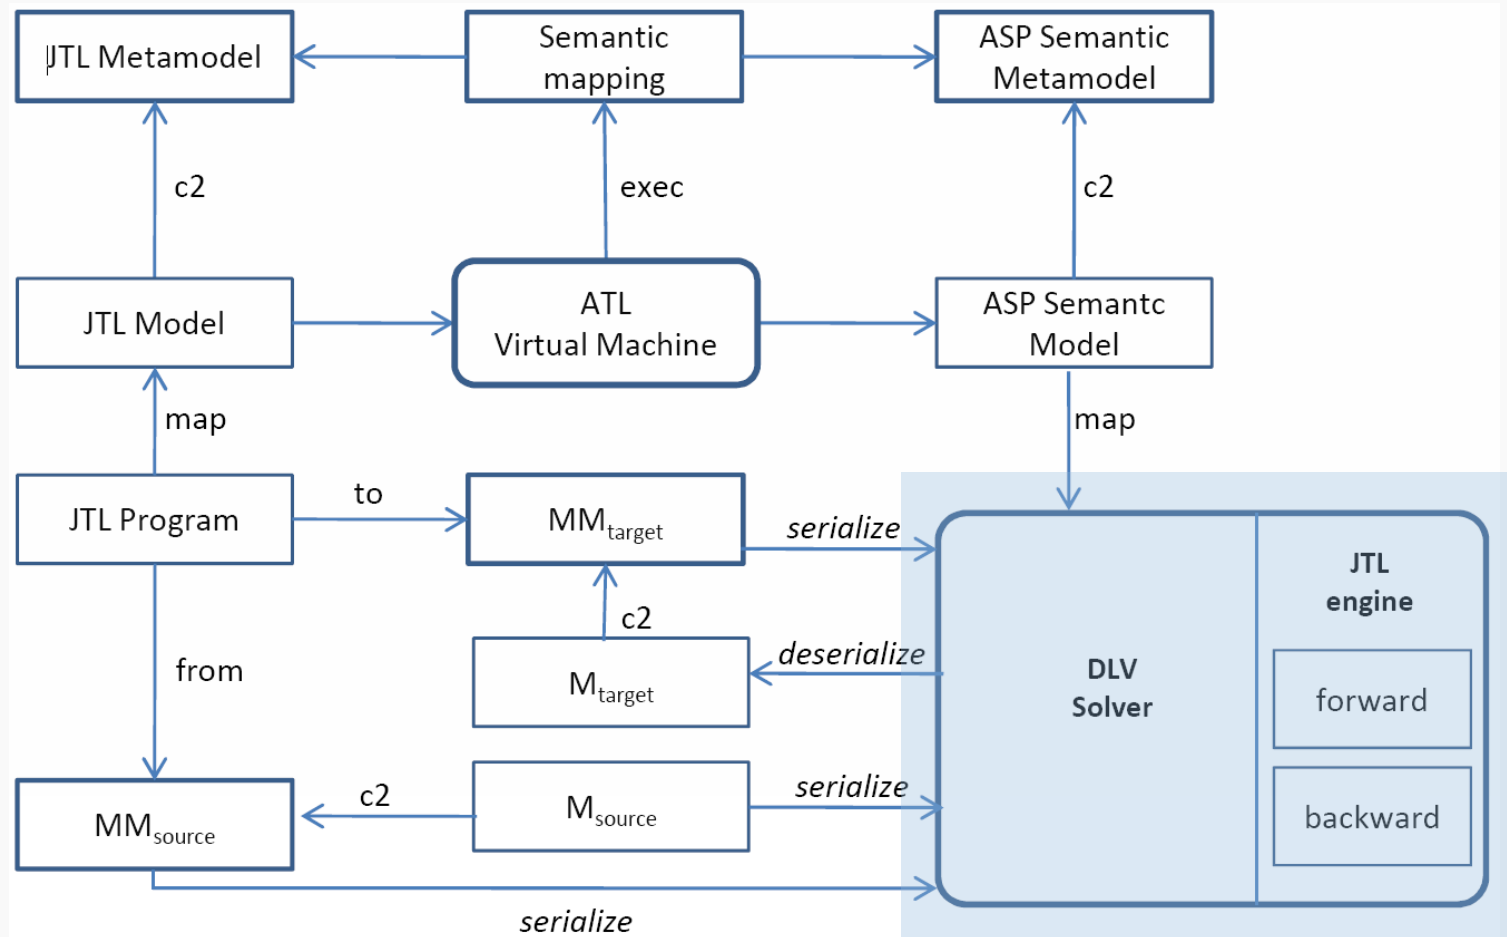 JTL Metamodel
Semantic
mapping
ASP Semantic
Metamodel
c2
exec
c2
JTL Model
ATL
Virtual Machine
ASP Semantc
Model
map
map
JTL Program
to
MMtarget
serialize
JTL
engine
c2
deserialize
from
Mtarget
DLV
Solver
forward
MMsource
c2
Msource
serialize
backward
serialize